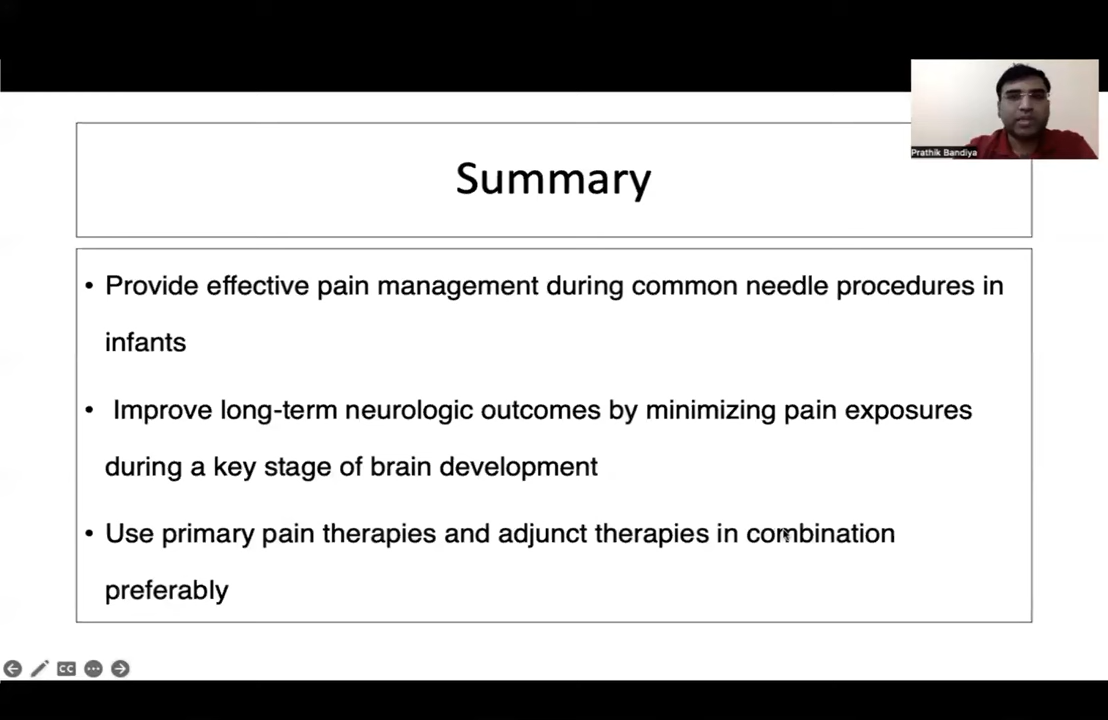 Prathik Bandiya
Summary
• Provide effective pain management during common needle procedures in
infants
• Improve long-term neurologic outcomes by minimizing pain exposures
during a key stage of brain development
• Use primary pain therapies and adjunct therapies in combination
preferably
CC